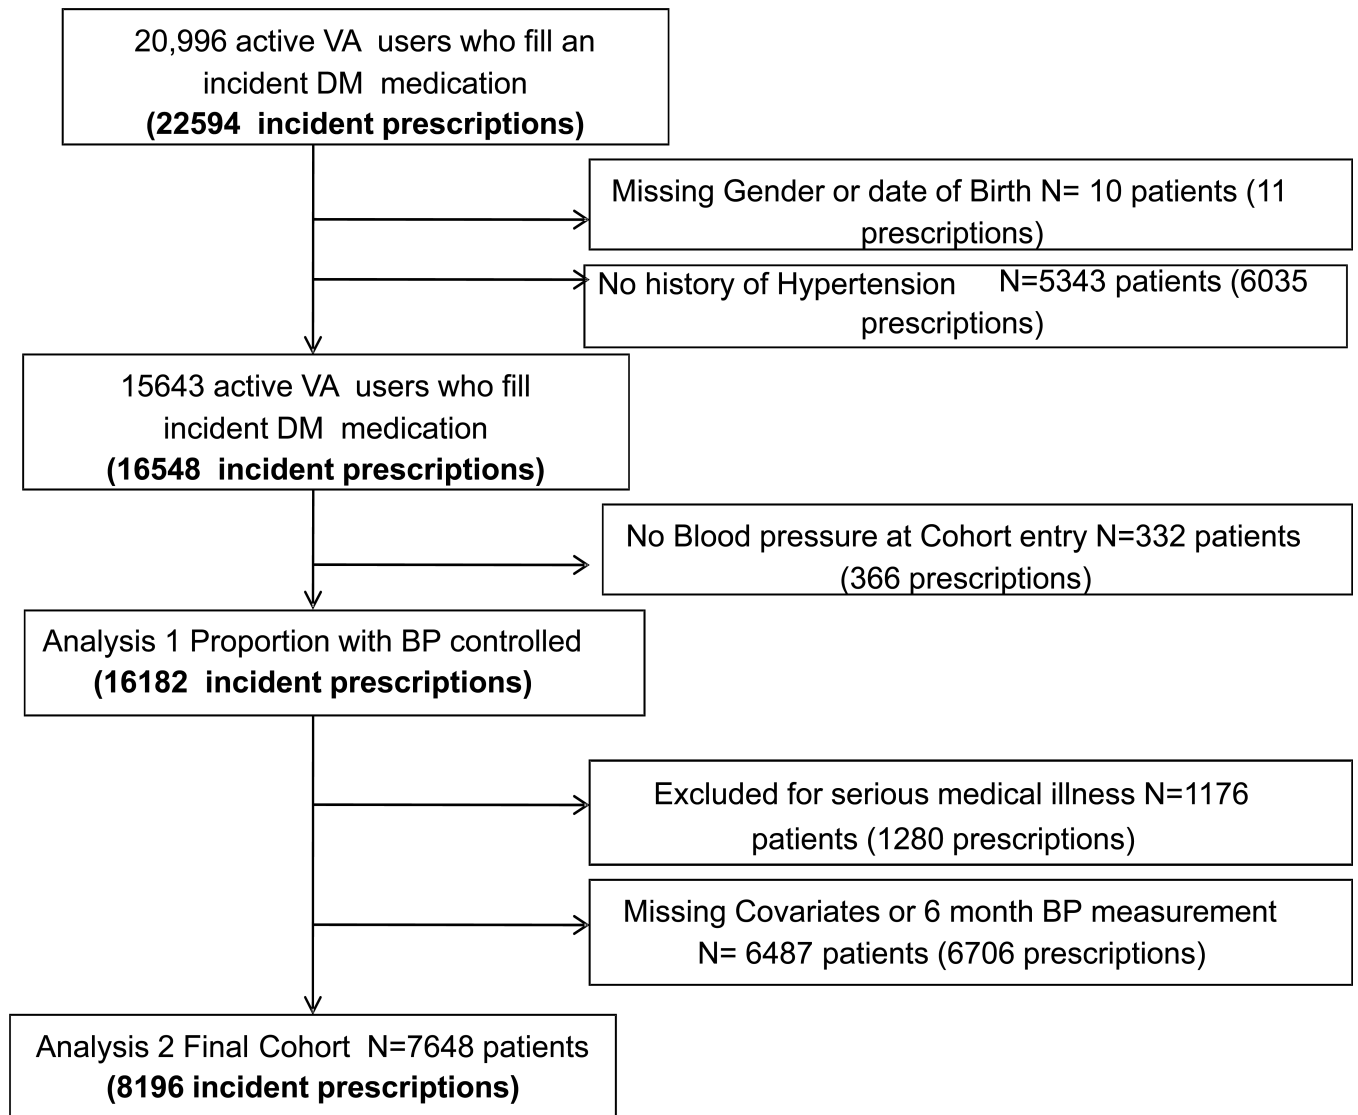 20,996 active VA  users who fill an
incident DM  medication
(22594  incident prescriptions)
Missing Gender or date of Birth N= 10 patients (11
prescriptions)
No history of Hypertension     N=5343 patients (6035
prescriptions)
15643 active VA  users who fill
incident DM  medication
(16548  incident prescriptions)
No Blood pressure at Cohort entry N=332 patients
(366 prescriptions)
Analysis 1 Proportion with BP controlled
(16182  incident prescriptions)
Excluded for serious medical illness N=1176
patients (1280 prescriptions)
Missing Covariates or 6 month BP measurement
N= 6487 patients (6706 prescriptions)
Analysis 2 Final Cohort  N=7648 patients
(8196 incident prescriptions)